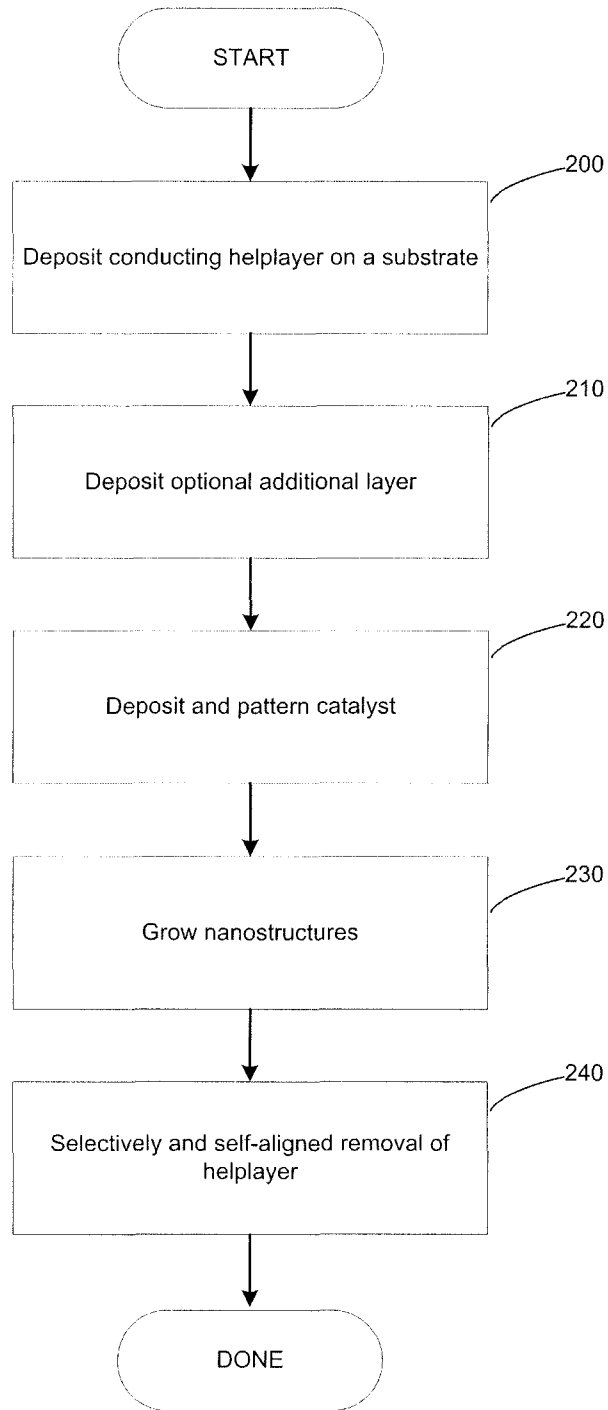 START
200
Deposit conducting helplayer on a substrate
210
Deposit optional additional layer
220
Deposit and pattern catalyst
230
Grow nanostructures
240
Selectively and self-aligned removal of
helplayer
DONE